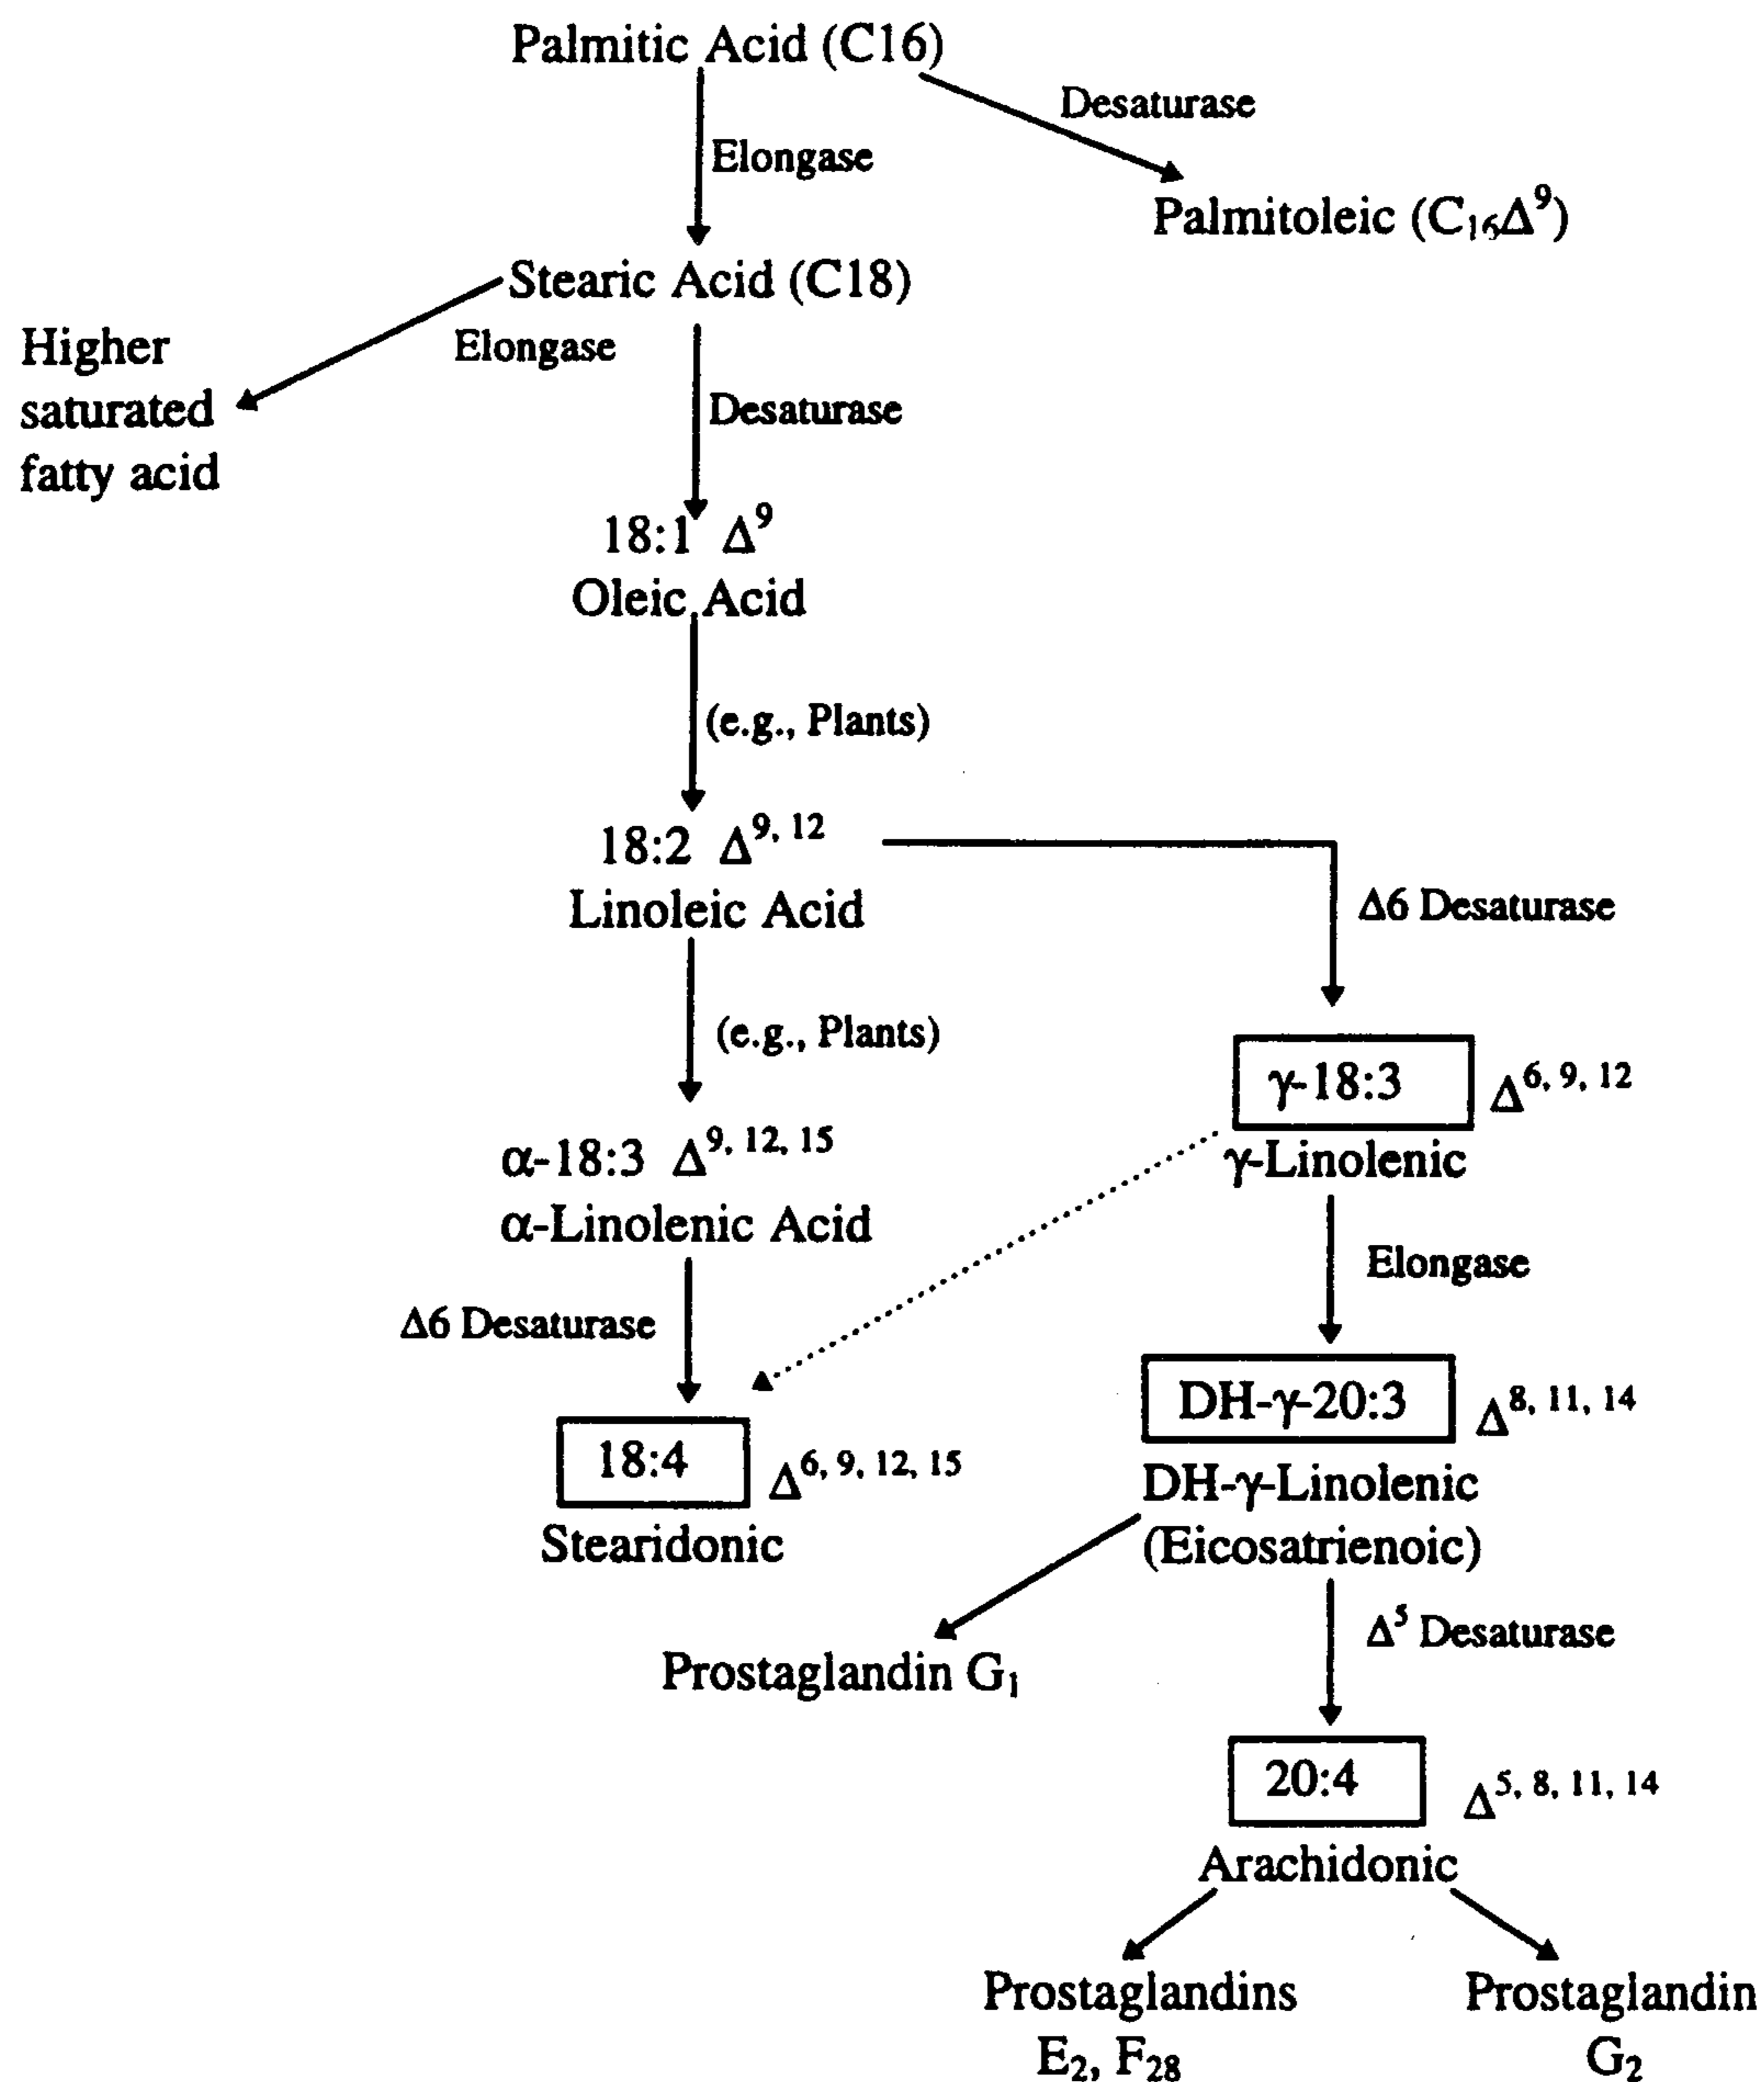 Palmitic Acid (C16)
Desaturase
Elongase
Palmitoleic (C₁₆Δ⁹)
Stearic Acid (C18)
Elongase
Higher
saturated
fatty acid
Desaturase
18:1 Δ⁹
Oleic Acid
(e.g., Plants)
18:2 Δ⁹, ¹²
Linoleic Acid
Δ6 Desaturase
(e.g., Plants)
γ-18:3 Δ⁶, ⁹, ¹²
γ-Linolenic
α-18:3 Δ⁹, ¹², ¹⁵
α-Linolenic Acid
Elongase
Δ6 Desaturase
DH-γ-20:3 Δ⁸, ¹¹, ¹⁴
DH-γ-Linolenic
(Eicosatrienoic)
18:4 Δ⁶, ⁹, ¹², ¹⁵
Stearidonic
Δ⁵ Desaturase
Prostaglandin G₁
20:4 Δ⁵, ⁸, ¹¹, ¹⁴
Arachidonic
Prostaglandins
E₂, F₂₈
Prostaglandin
G₂